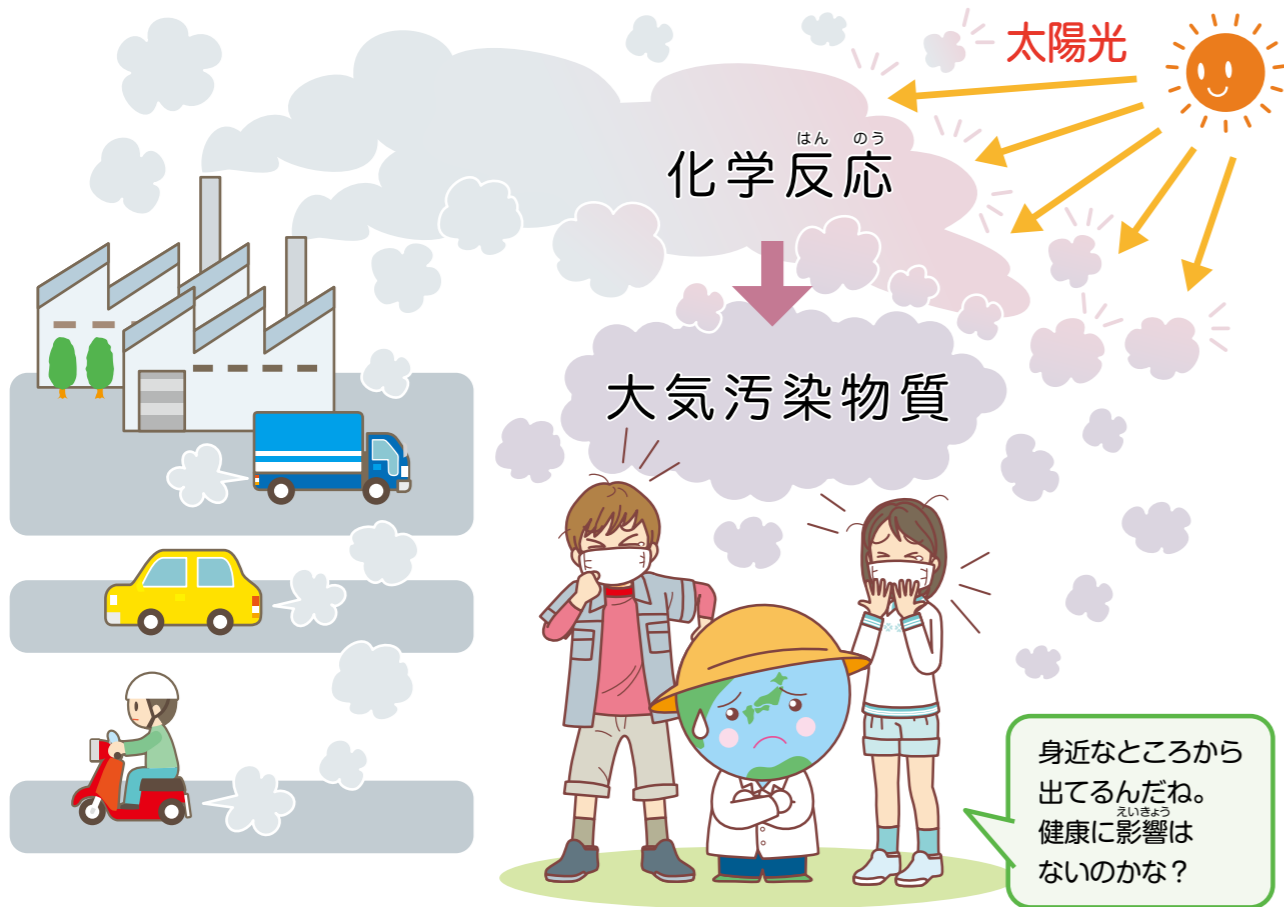 太陽光
はん のう
化学反応
大気汚染物質
身近なところから
出てるんだね。
えいきょう
健康に影響は
ないのかな？